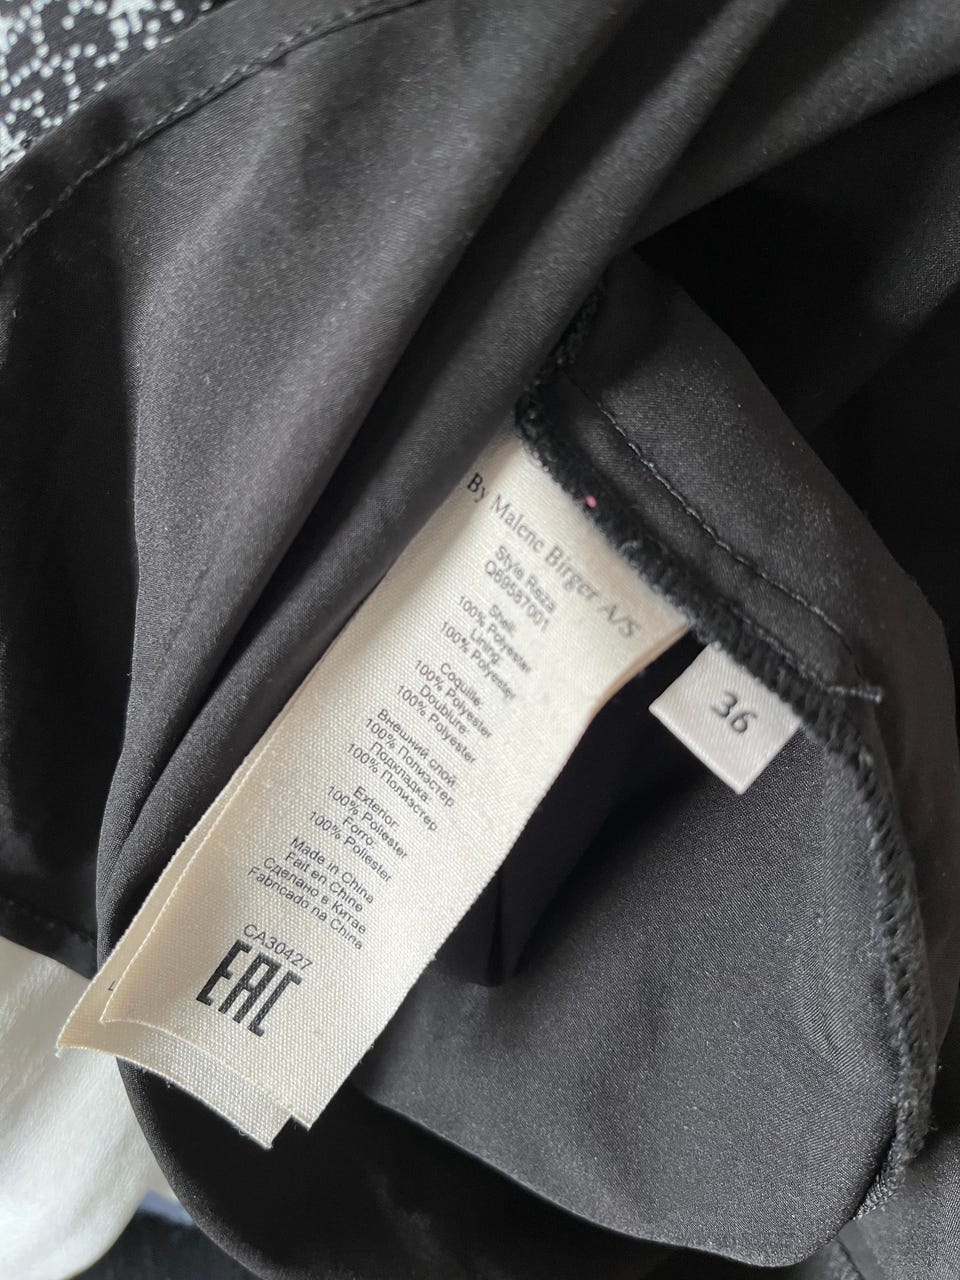 By Malene Birger A/S
Style Reza
Q69587001
Shell:
100% Polyester
Lining:
100% Polyester
Coquille:
100% Polyester
Doublure:
100% Polyester
Внешний слой:
100% Полиэстер
Подкладка:
100% Полиэстер
Exterior:
100% Poliester
Forro:
100% Poliester
Made in China
Fait en Chine
Сделано в Китае
Fabricado na China
CA30427
EAC
36